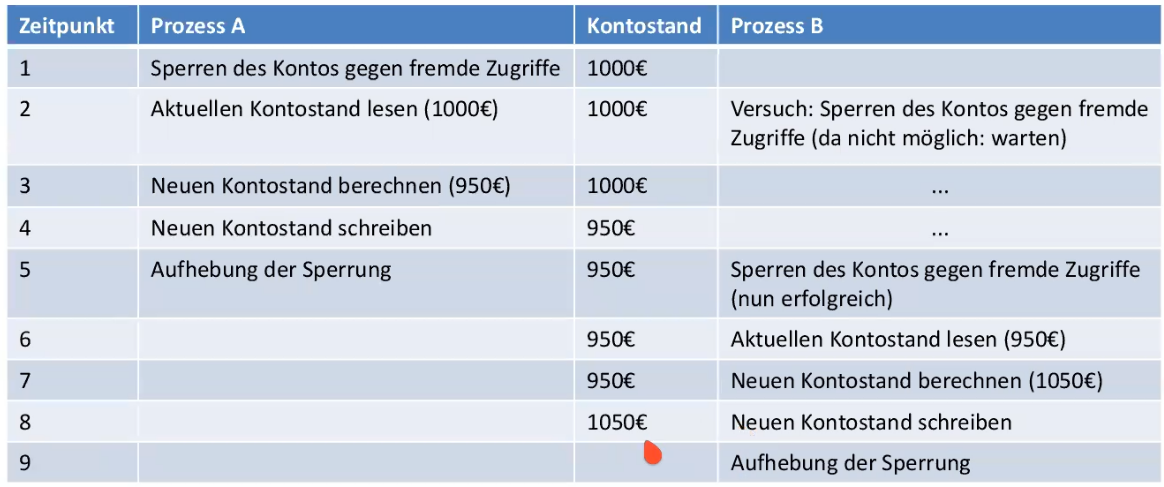 Zeitpunkt Prozess A Kontostand Prozess B
1 Sperren des Kontos gegen fremde Zugriffe 1000€
2 Aktuellen Kontostand lesen (1000€) 1000€ Versuch: Sperren des Kontos gegen fremde
Zugriffe (da nicht möglich: warten)
3 Neuen Kontostand berechnen (950€) 1000€ ...
4 Neuen Kontostand schreiben 950€ ...
5 Aufhebung der Sperrung 950€ Sperren des Kontos gegen fremde Zugriffe
(nun erfolgreich)
6 950€ Aktuellen Kontostand lesen (950€)
7 950€ Neuen Kontostand berechnen (1050€)
8 1050€ Neuen Kontostand schreiben
9 Aufhebung der Sperrung